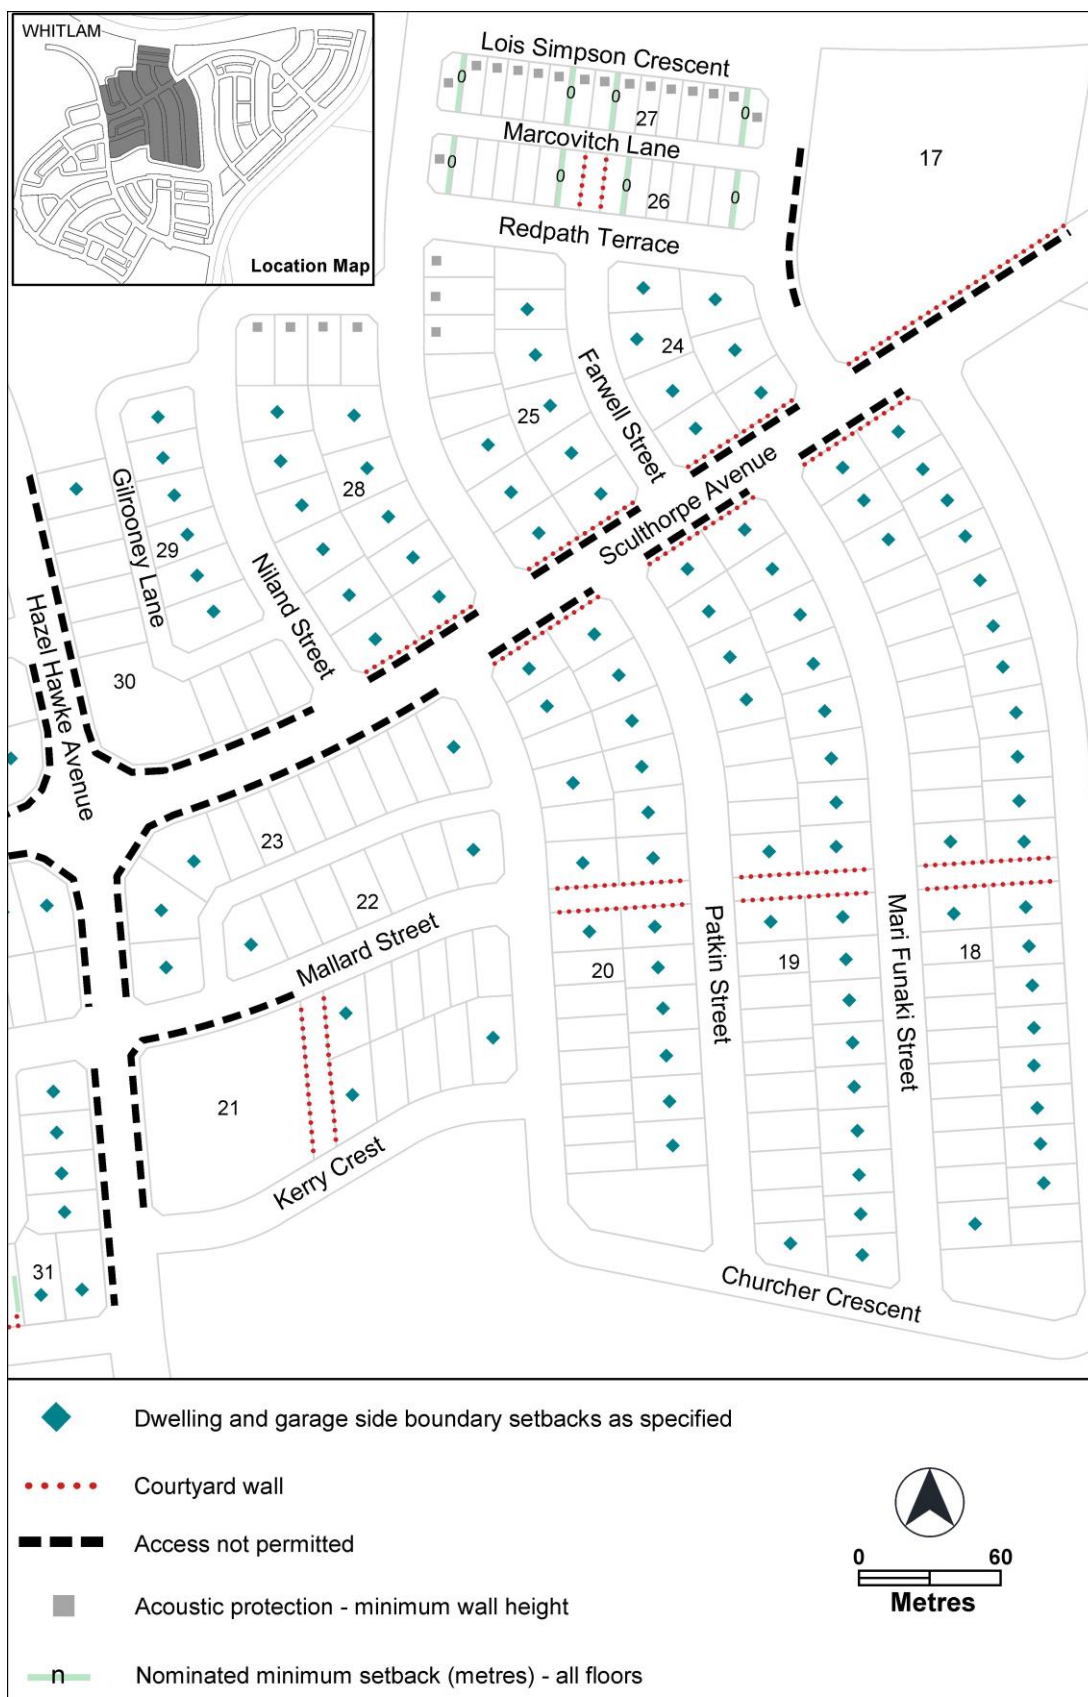 WHITLAM
Location Map
Lois Simpson Crescent
0
0
0
0
27
Marcovitch Lane
17
0
0
0
0
26
Redpath Terrace
24
Farwell Street
25
28
Sculthorpe Avenue
Gilrooney Lane
29
Niland Street
Hazel Hawke Avenue
30
23
22
Mallard Street
Patkin Street
Mari Funaki Street
20
19
18
21
Kerry Crest
31
Churcher Crescent
Dwelling and garage side boundary setbacks as specified
Courtyard wall
Access not permitted
0 60
Metres
Acoustic protection - minimum wall height
n Nominated minimum setback (metres) - all floors